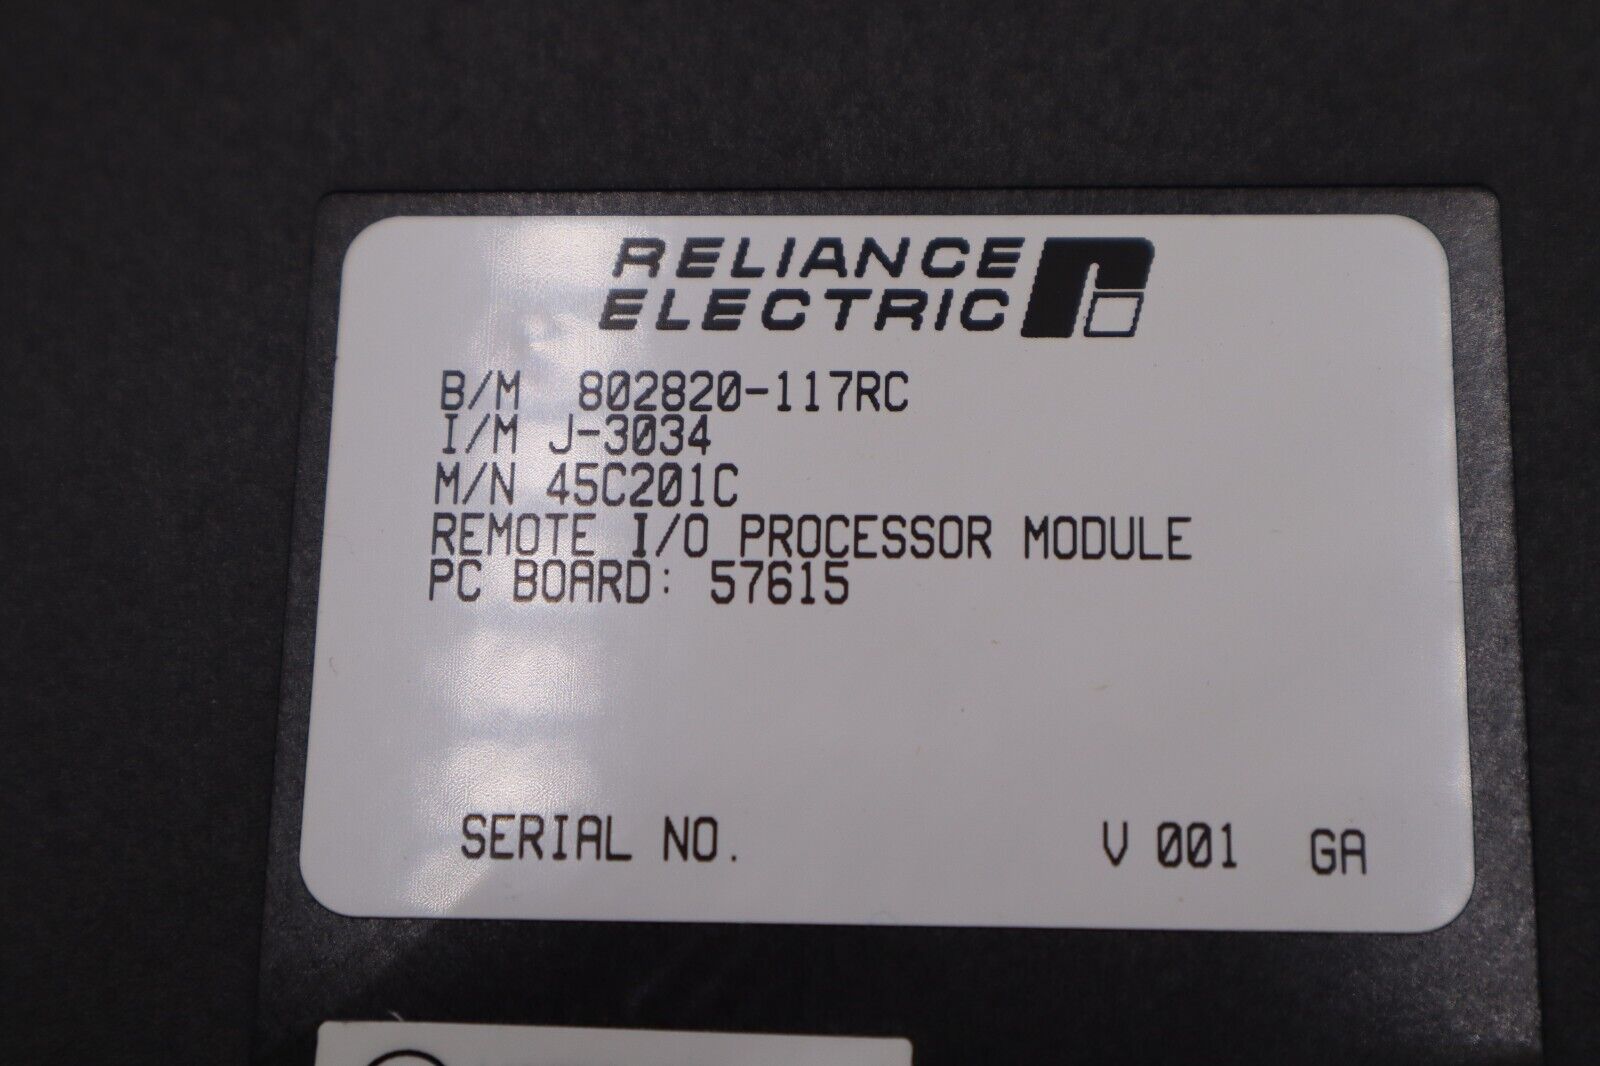 RELIANCE
ELECTRIC
B/M 802820-117RC
I/M J-3034
M/N 45C201C
REMOTE I/O PROCESSOR MODULE
PC BOARD: 57615
SERIAL NO. V 001 GA